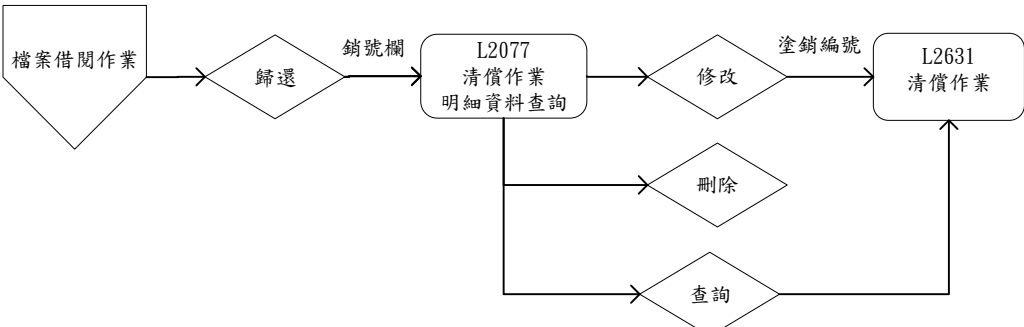 檔案借閱作業
歸還
銷號欄
L2077
清償作業
明細資料查詢
修改
塗銷編號
L2631
清償作業
刪除
查詢